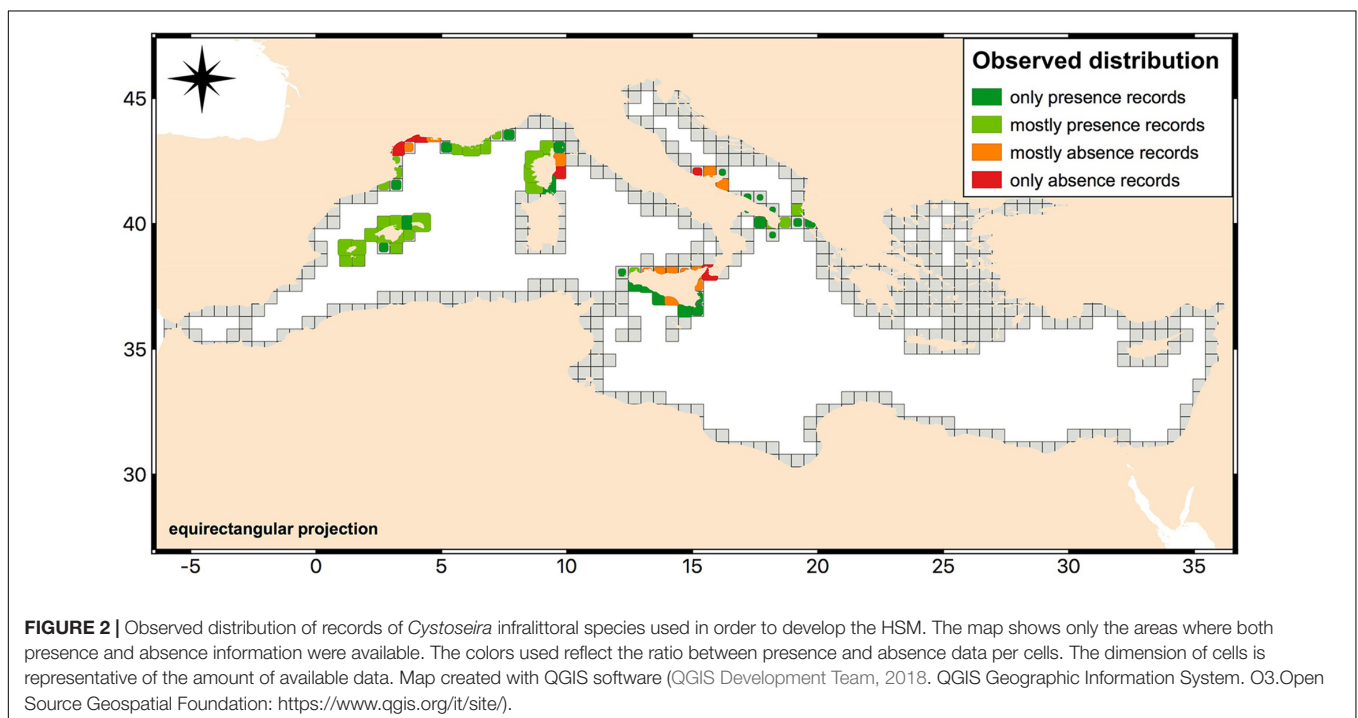 Observed distribution
only presence records
mostly presence records
mostly absence records
only absence records
45
40
35
30
equirectangular projection
-5 0 5 10 15 20 25 30 35
FIGURE 2 | Observed distribution of records of Cystoseira infralittoral species used in order to develop the HSM. The map shows only the areas where both
presence and absence information were available. The colors used reflect the ratio between presence and absence data per cells. The dimension of cells is
representative of the amount of available data. Map created with QGIS software (QGIS Development Team, 2018. QGIS Geographic Information System. O3.Open
Source Geospatial Foundation: https://www.qgis.org/it/site/).